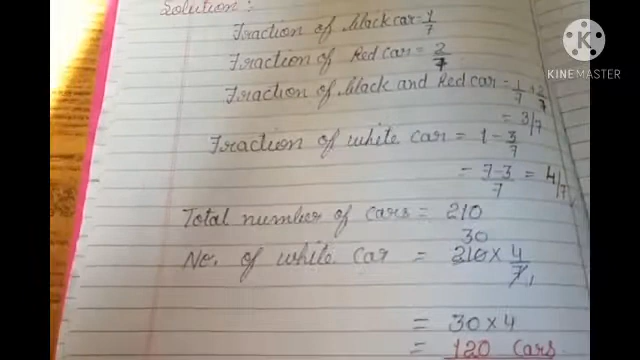 Solution:
Fraction of black car = 1/7
Fraction of Red car = 2/7
Fraction of black and Red car = 1/7 + 2/7
= 3/7
Fraction of white car = 1 - 3/7
= 7-3/7 = 4/7
Total number of cars = 210
30
No. of white car = 210 × 4/7
1
= 30 × 4
= 120 Cars
KINEMASTER